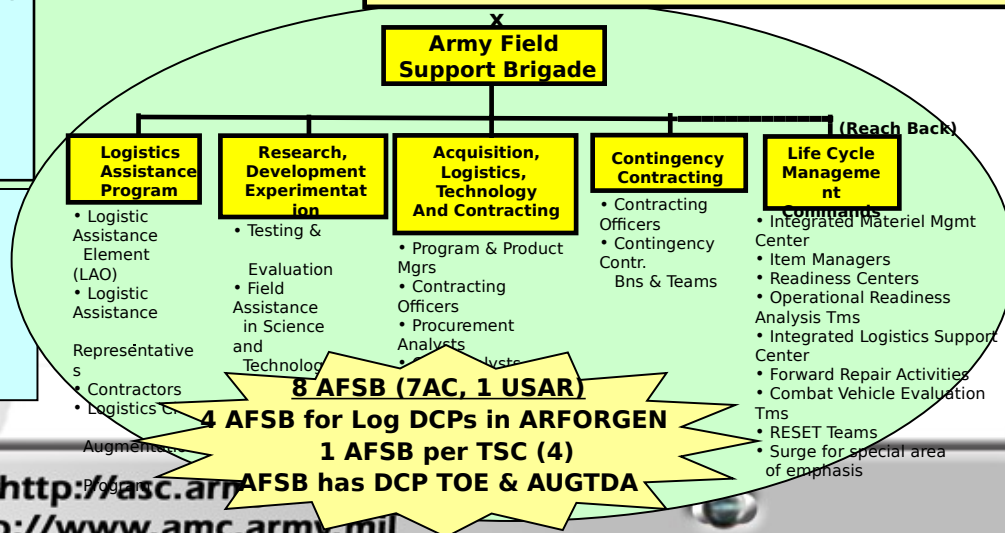 x
Army Field
Support Brigade
(Reach Back)
Logistics
Assistance
Program
• Logistic
Assistance
Element
(LAO)
• Logistic
Assistance
Representative
s
• Contractors
• Logistics
Program
Research,
Development
Experimentat
ion
• Testing &
Evaluation
• Field
Assistance
in Science
and
Acquisition,
Logistics,
Technology
And Contracting
• Program & Product
Mgrs
• Contracting
Officers
• Procurement
Analysts
Contingency
Contracting
• Contracting
Officers
• Contingency
Contr.
Bns & Teams
Life Cycle
Manageme
nt
Commands
• Integrated Materiel Mgmt
Center
• Item Managers
• Readiness Centers
• Operational Readiness
Analysis Tms
• Integrated Logistics Support
Center
• Forward Repair Activities
• Combat Vehicle Evaluation
Tms
• RESET Teams
• Surge for special area
of emphasis
8 AFSB (7AC, 1 USAR)
4 AFSB for Log DCPs in ARFORGEN
1 AFSB per TSC (4)
AFSB has DCP TOE & AUGTDA
http://asc.arm
://www.amc.army.mil